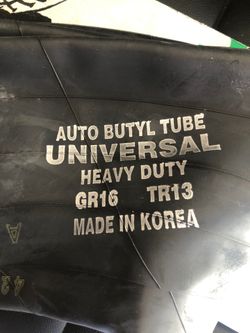 AUTO BUTYL TUBE
UNIVERSAL
HEAVY DUTY
GR16 TR13
MADE IN KOREA
A